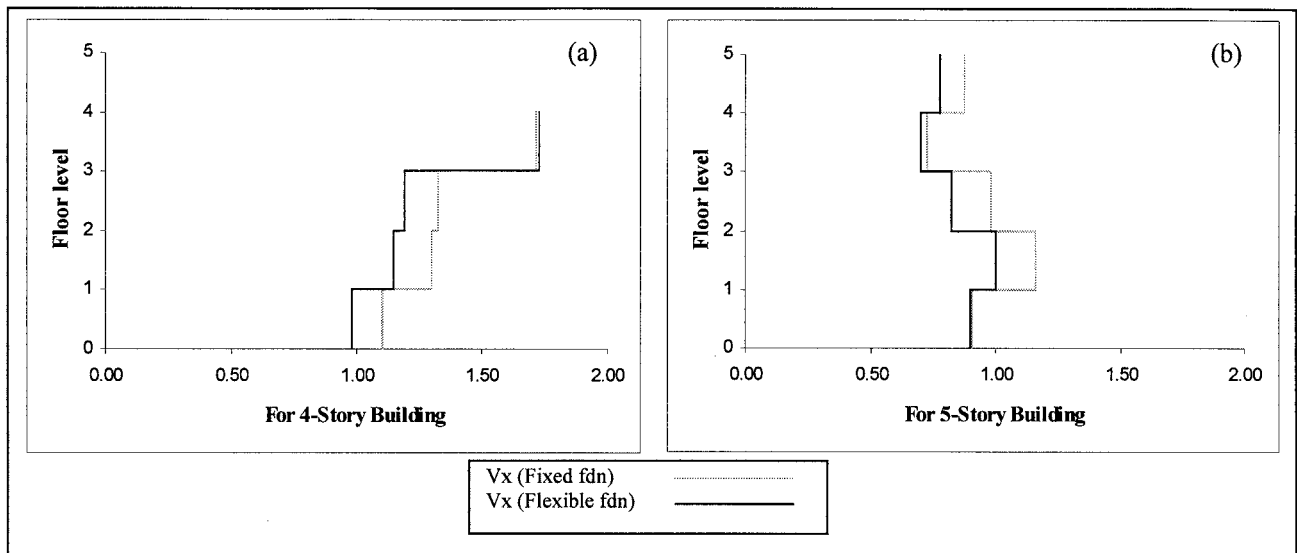 (a)
5
4
3
2
1
0
Floor level
0.00 0.50 1.00 1.50 2.00
For 4-Story Building
(b)
5
4
3
2
1
0
Floor level
0.00 0.50 1.00 1.50 2.00
For 5-Story Building
Vx (Fixed fdn)
Vx (Flexible fdn)